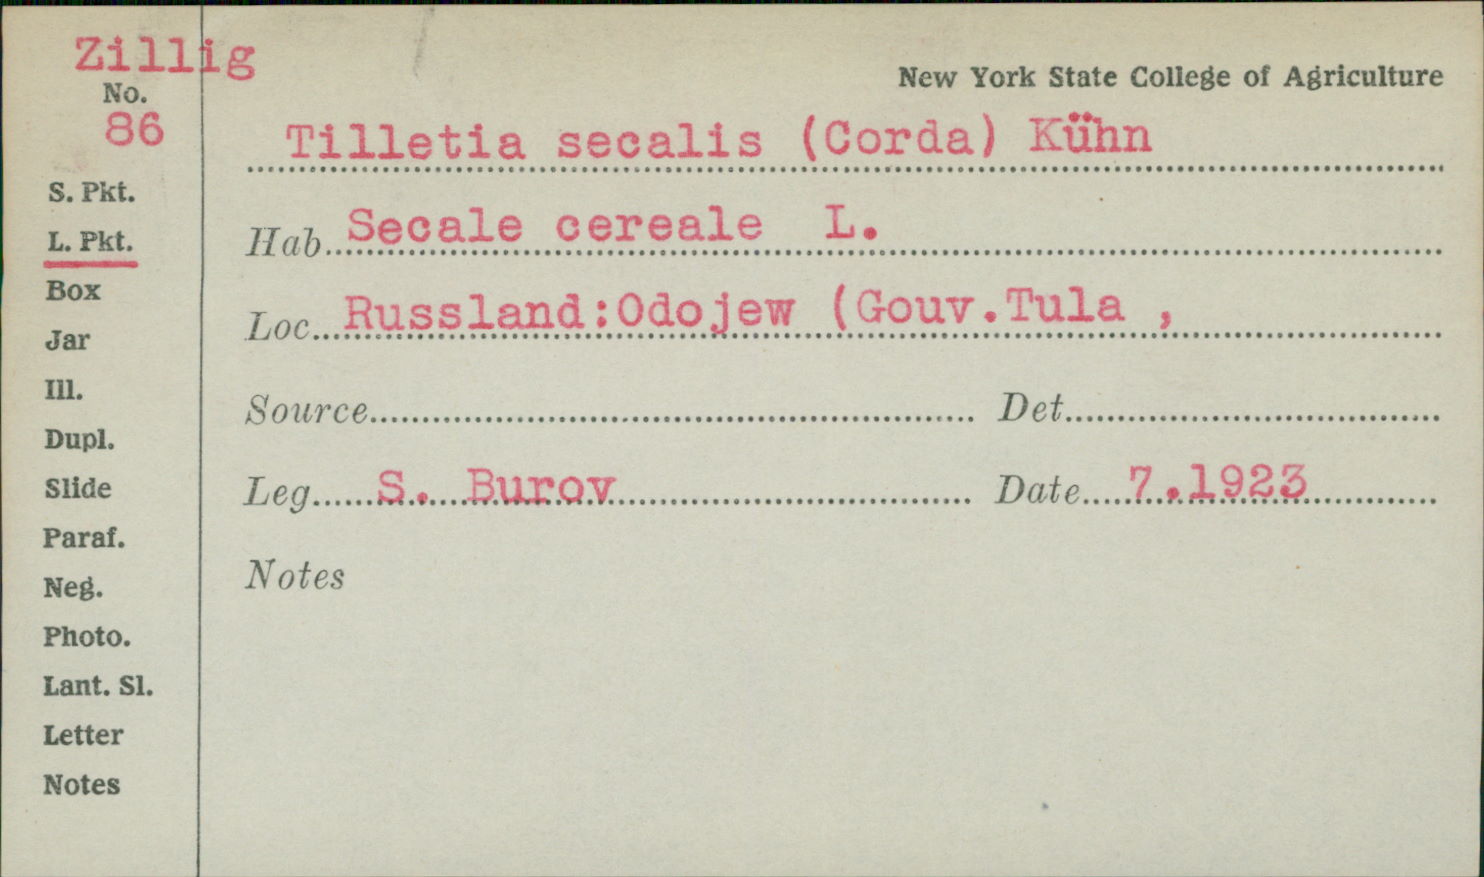 Zillig
No.
86
New York State College of Agriculture
Tilletia secalis (Corda) Kühn
Hab. Secale cereale L.
Loc. Russland:Odojew (Gouv.Tula ,
Source Det.
Leg. S. Burov Date 7.1923
Notes
S. Pkt.
L. Pkt.
Box
Jar
Ill.
Dupl.
Slide
Paraf.
Neg.
Photo.
Lant. Sl.
Letter
Notes